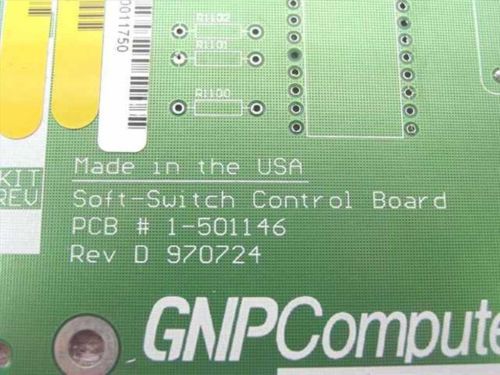 R1102
R1101
R1100
0011750
Made in the USA
Soft-Switch Control Board
PCB # 1-501146
Rev D 970724
KIT
REV
GNPCompute